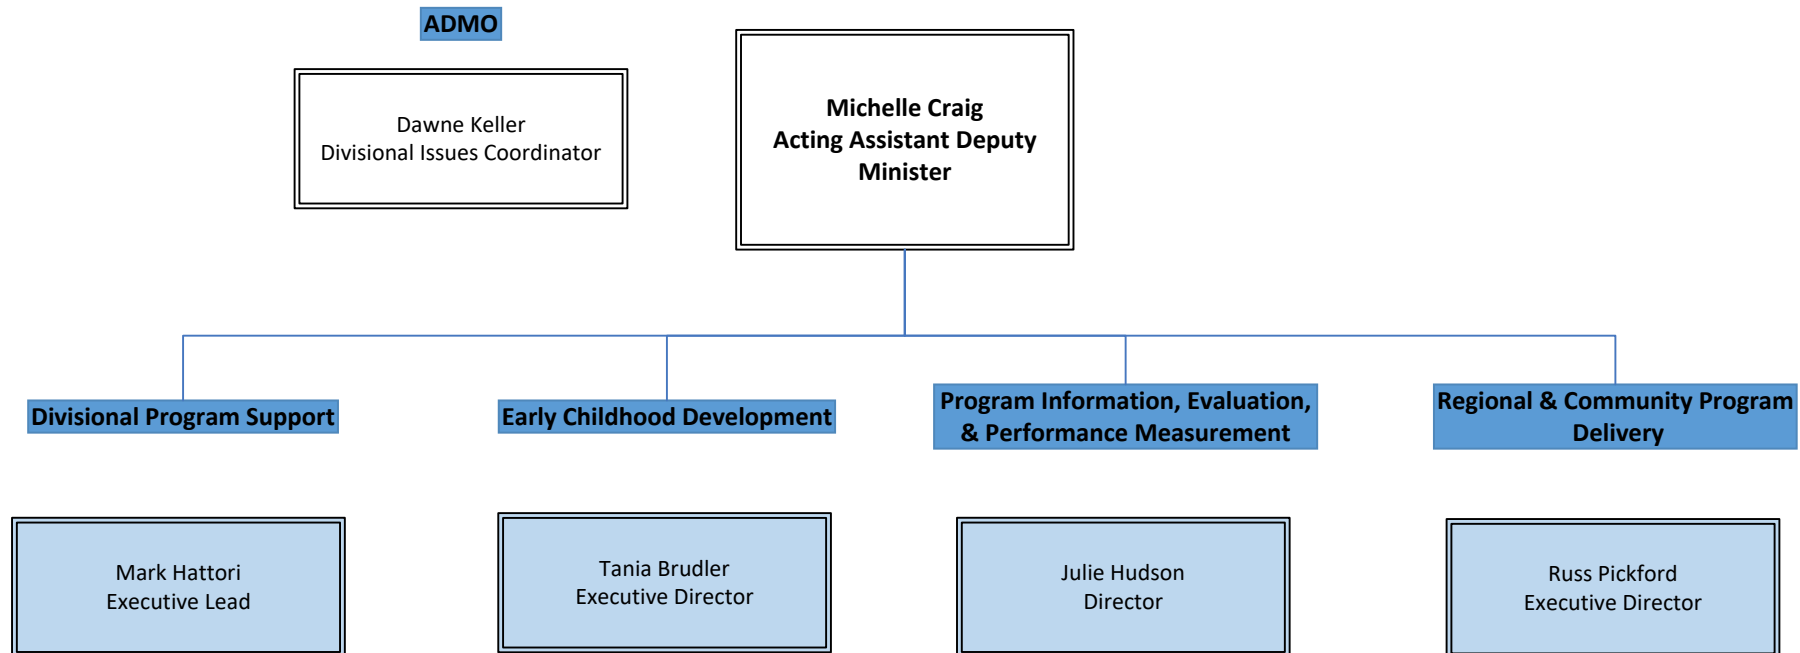 ADMO
Dawne Keller
Divisional Issues Coordinator
Michelle Craig
Acting Assistant Deputy
Minister
Divisional Program Support
Early Childhood Development
Program Information, Evaluation,
& Performance Measurement
Regional & Community Program
Delivery
Mark Hattori
Executive Lead
Tania Brudler
Executive Director
Julie Hudson
Director
Russ Pickford
Executive Director